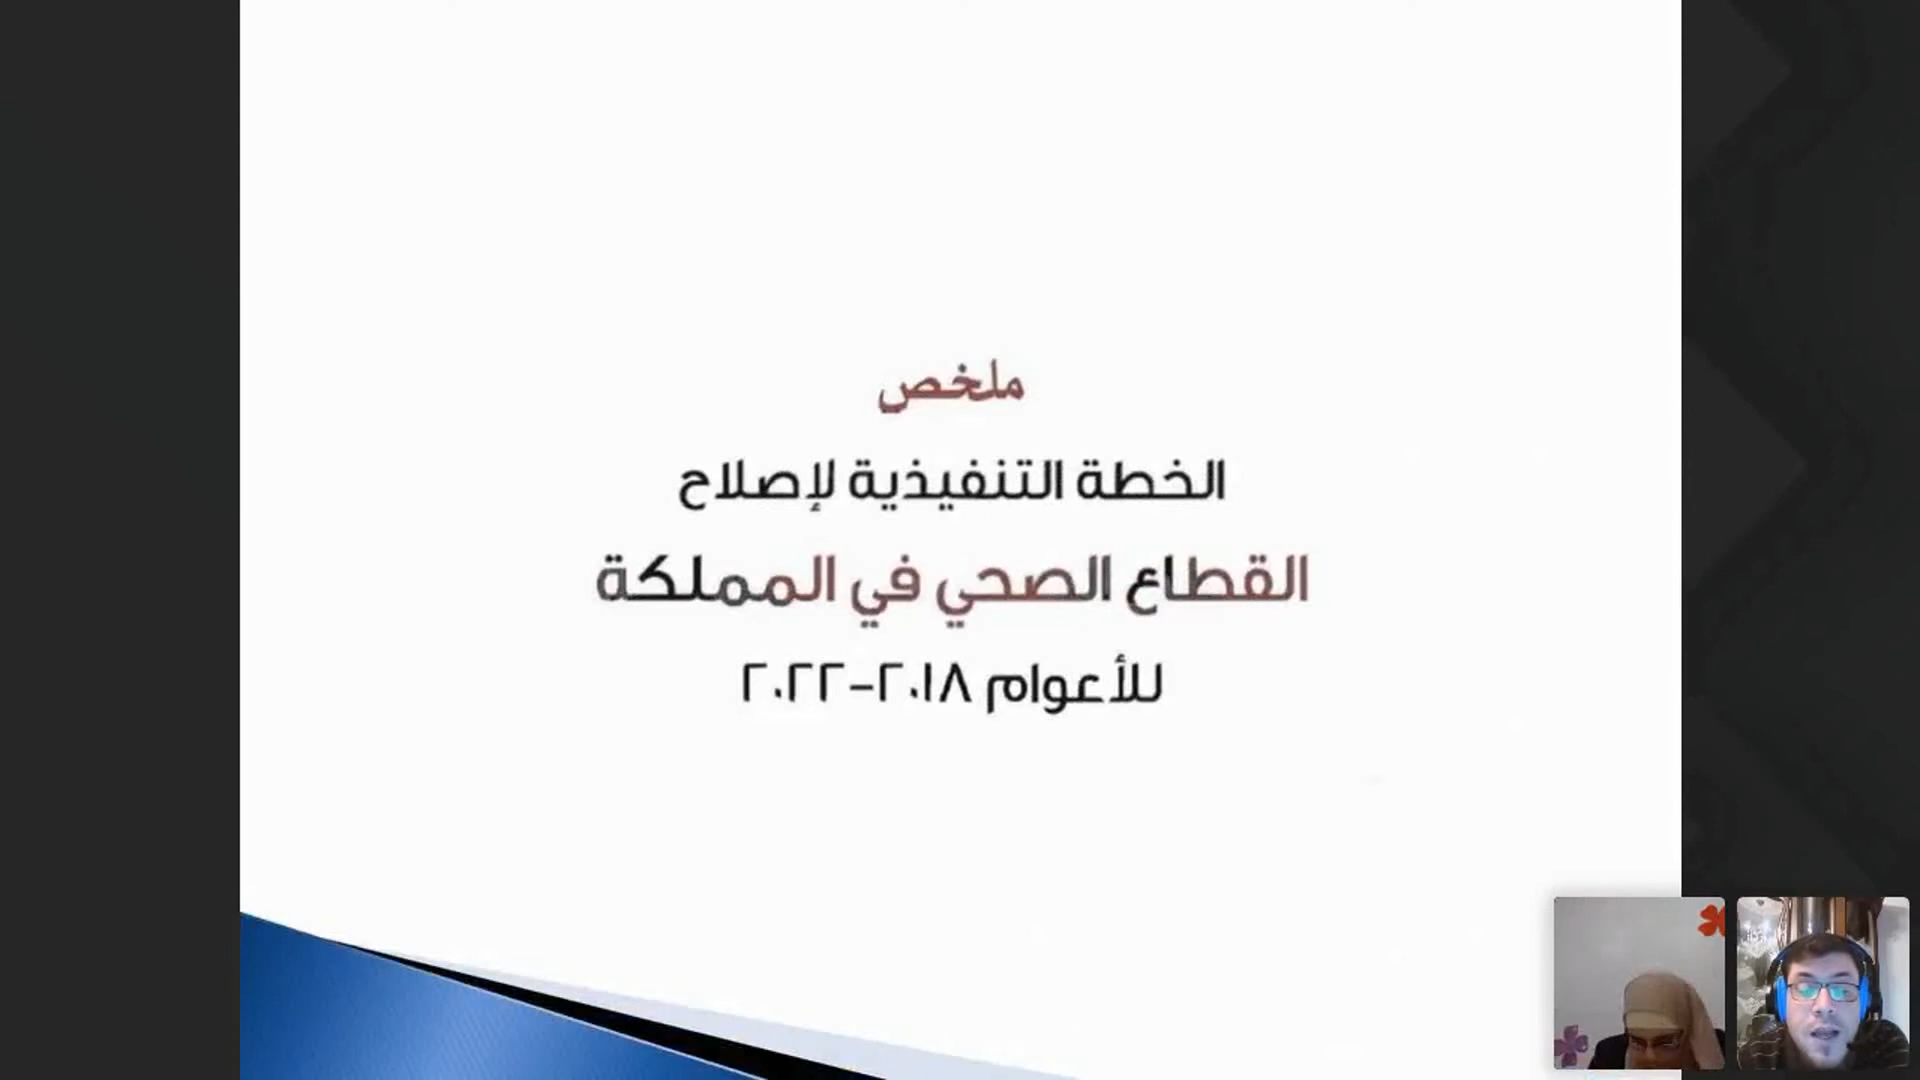 ملخص
الخطة التنفيذية لإصلاح
القطاع الصحي في المملكة
للأعوام ٢٠١٨-٢٠٢٢